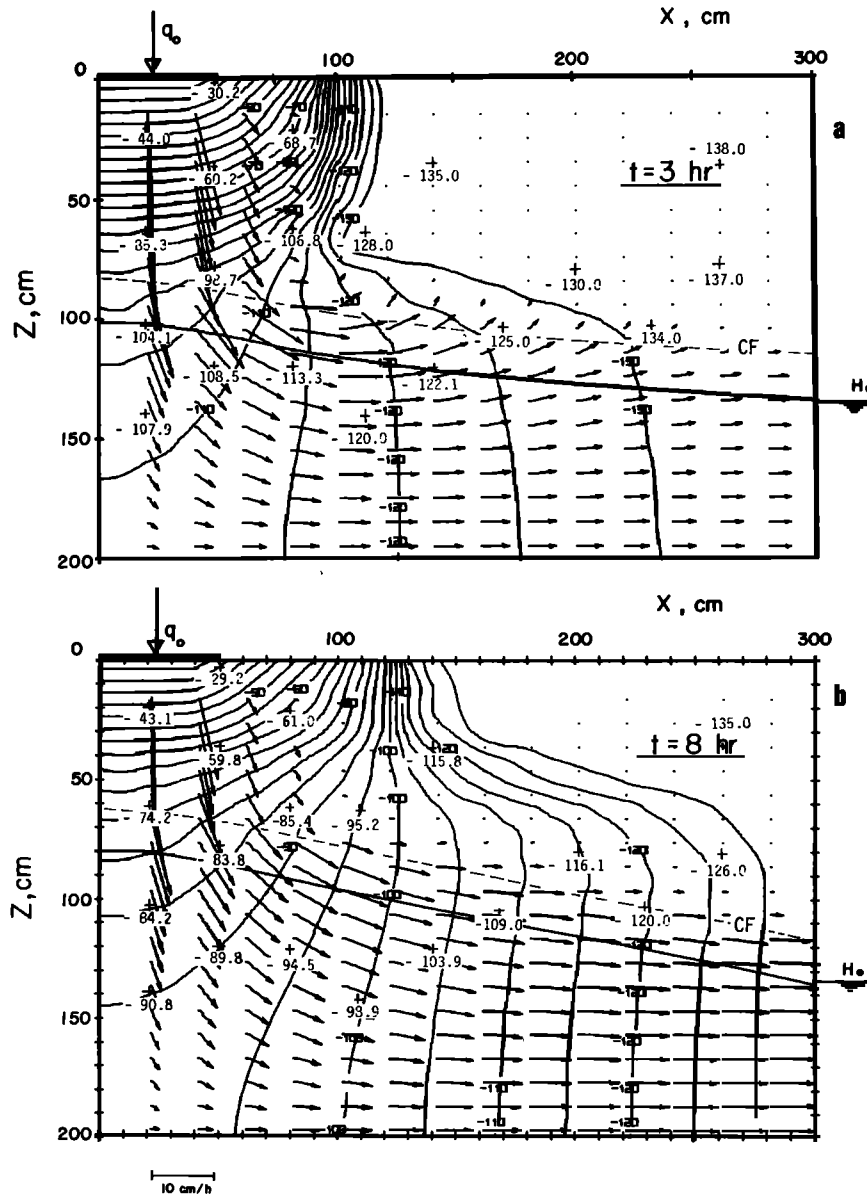 X , cm
q₀
0 100 200 300
a
- 30.2
- 44.0
68.7
- 138.0
- 135.0
t = 3 hr
- 60.2
50
- 106.8
- 128.0
- 137.0
- 130.0
- 92.7
Z, cm
100
- 104.1
125.0
134.0
CF
- 108.5
- 113.3
- 122.1
- 107.9
- 120.0
150
200
X , cm
q₀
0 100 200 300
b
- 29.2
- 43.1
- 61.0
- 135.0
t = 8 hr
- 59.8
- 115.8
50
- 74.2
-85.4
- 95.2
- 83.8
116.1
- 126.0
Z, cm
100
- 84.2
- 109.0
- 120.0
CF
- 89.8
- 94.5
- 103.9
H₀
- 90.8
- 98.9
150
200
10 cm/h